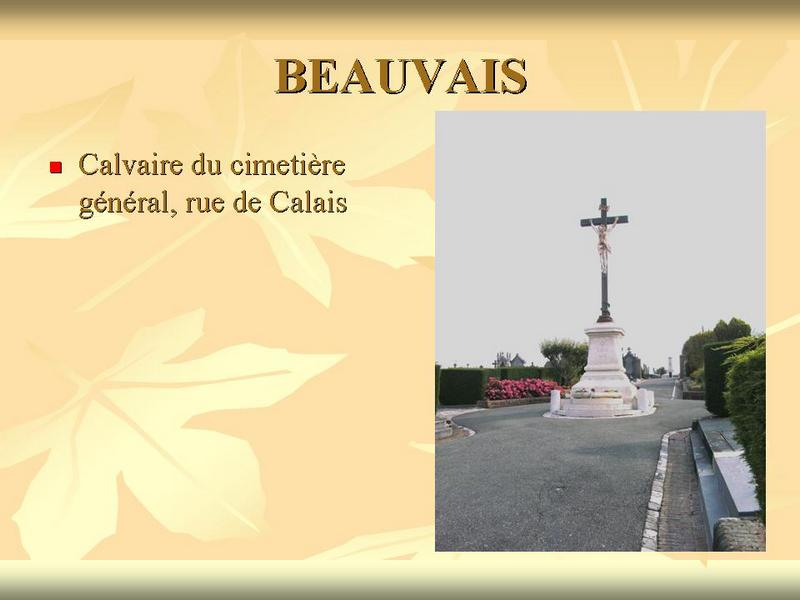 BEAUVAIS
Calvaire du cimetière
général, rue de Calais